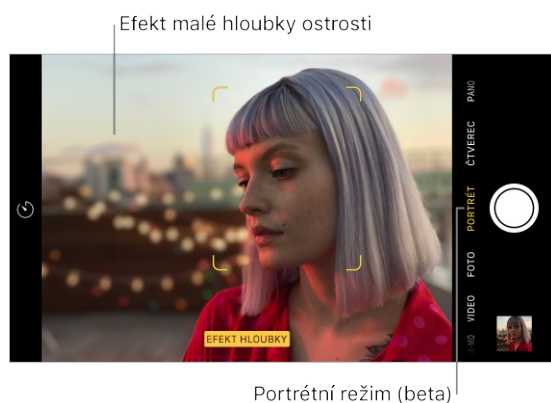 Efekt malé hloubky ostrosti
PANO
ČTVEREC
PORTRÉT
FOTO
VIDEO
EFEKT HLOUBKY
Portrétní režim (beta)